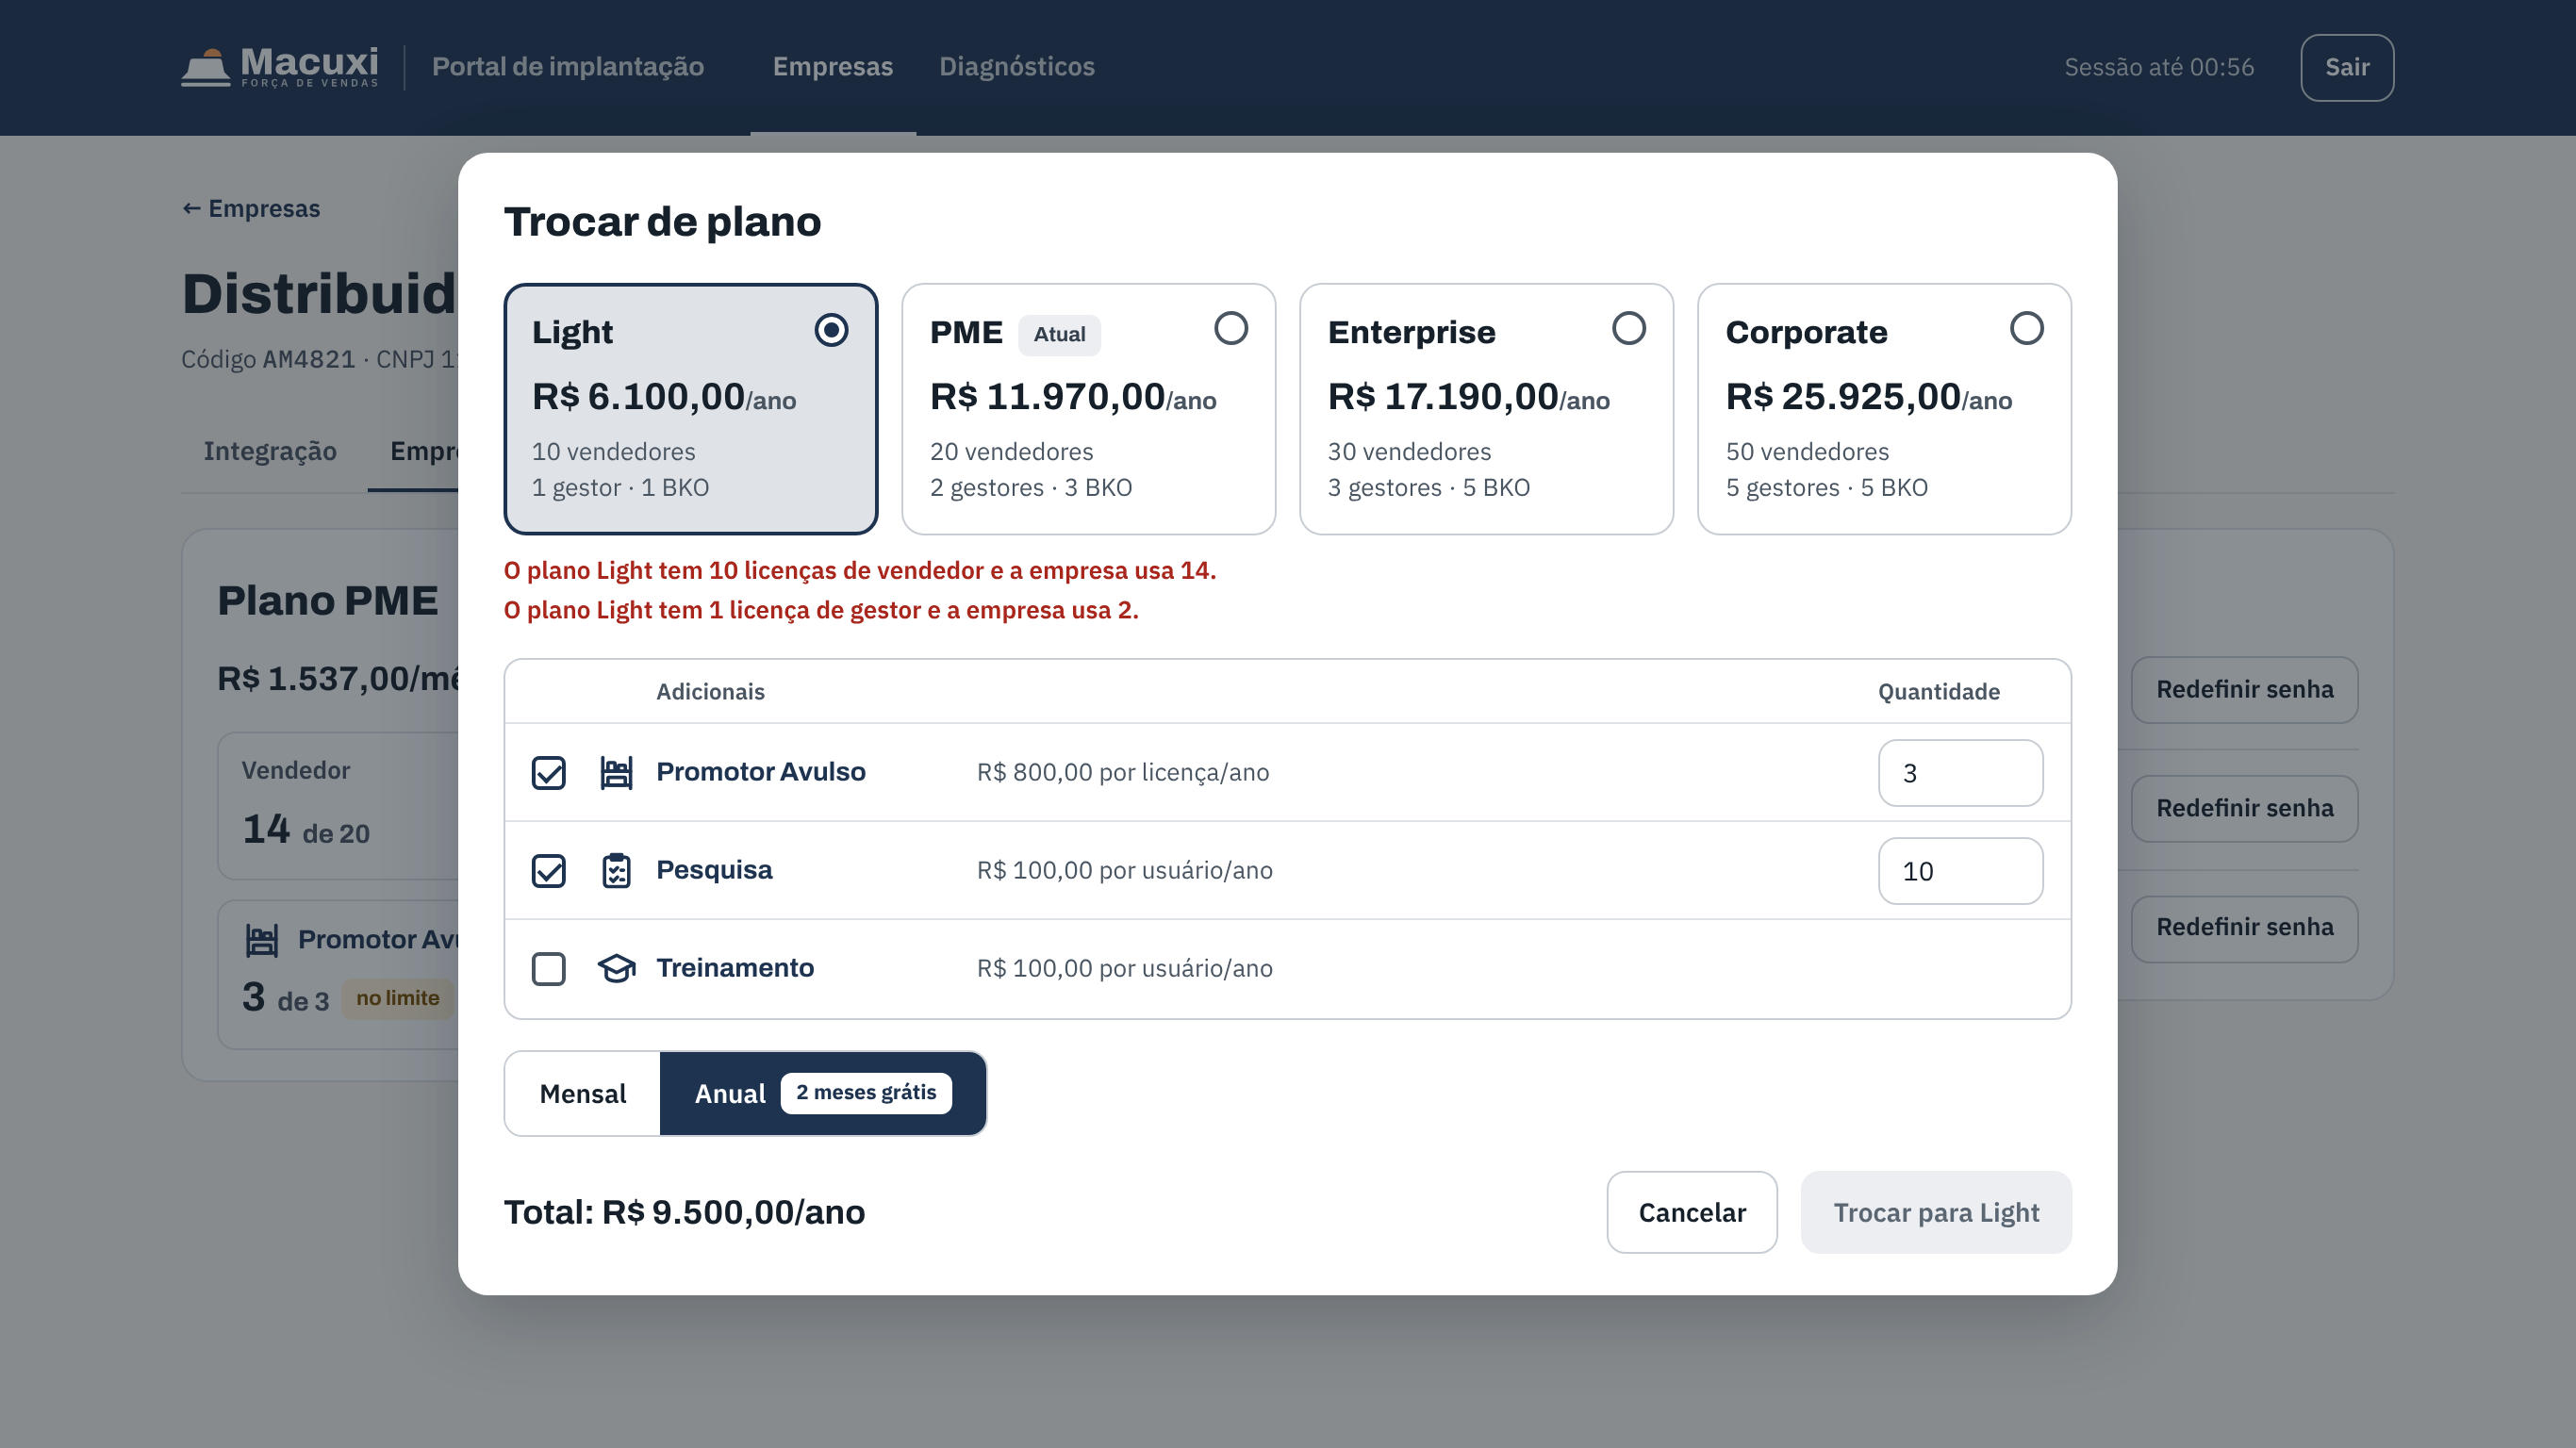 Macuxi
FORÇA DE VENDAS
Portal de implantação
Empresas
Diagnósticos
Sessão até 00:56
Sair
← Empresas
Código AM4821 · CNPJ
Integração
Plano PME
R$ 1.537,00
Vendedor
14 de 20
Promotor
3 de 3 no limite
Redefinir senha
Redefinir senha
Redefinir senha
Trocar de plano
Light
R$ 6.100,00/ano
10 vendedores
1 gestor · 1 BKO
PME Atual
R$ 11.970,00/ano
20 vendedores
2 gestores · 3 BKO
Enterprise
R$ 17.190,00/ano
30 vendedores
3 gestores · 5 BKO
Corporate
R$ 25.925,00/ano
50 vendedores
5 gestores · 5 BKO
O plano Light tem 10 licenças de vendedor e a empresa usa 14.
O plano Light tem 1 licença de gestor e a empresa usa 2.
Adicionais Quantidade
Promotor Avulso R$ 800,00 por licença/ano 3
Pesquisa R$ 100,00 por usuário/ano 10
Treinamento R$ 100,00 por usuário/ano
Mensal
Anual 2 meses grátis
Total: R$ 9.500,00/ano
Cancelar
Trocar para Light